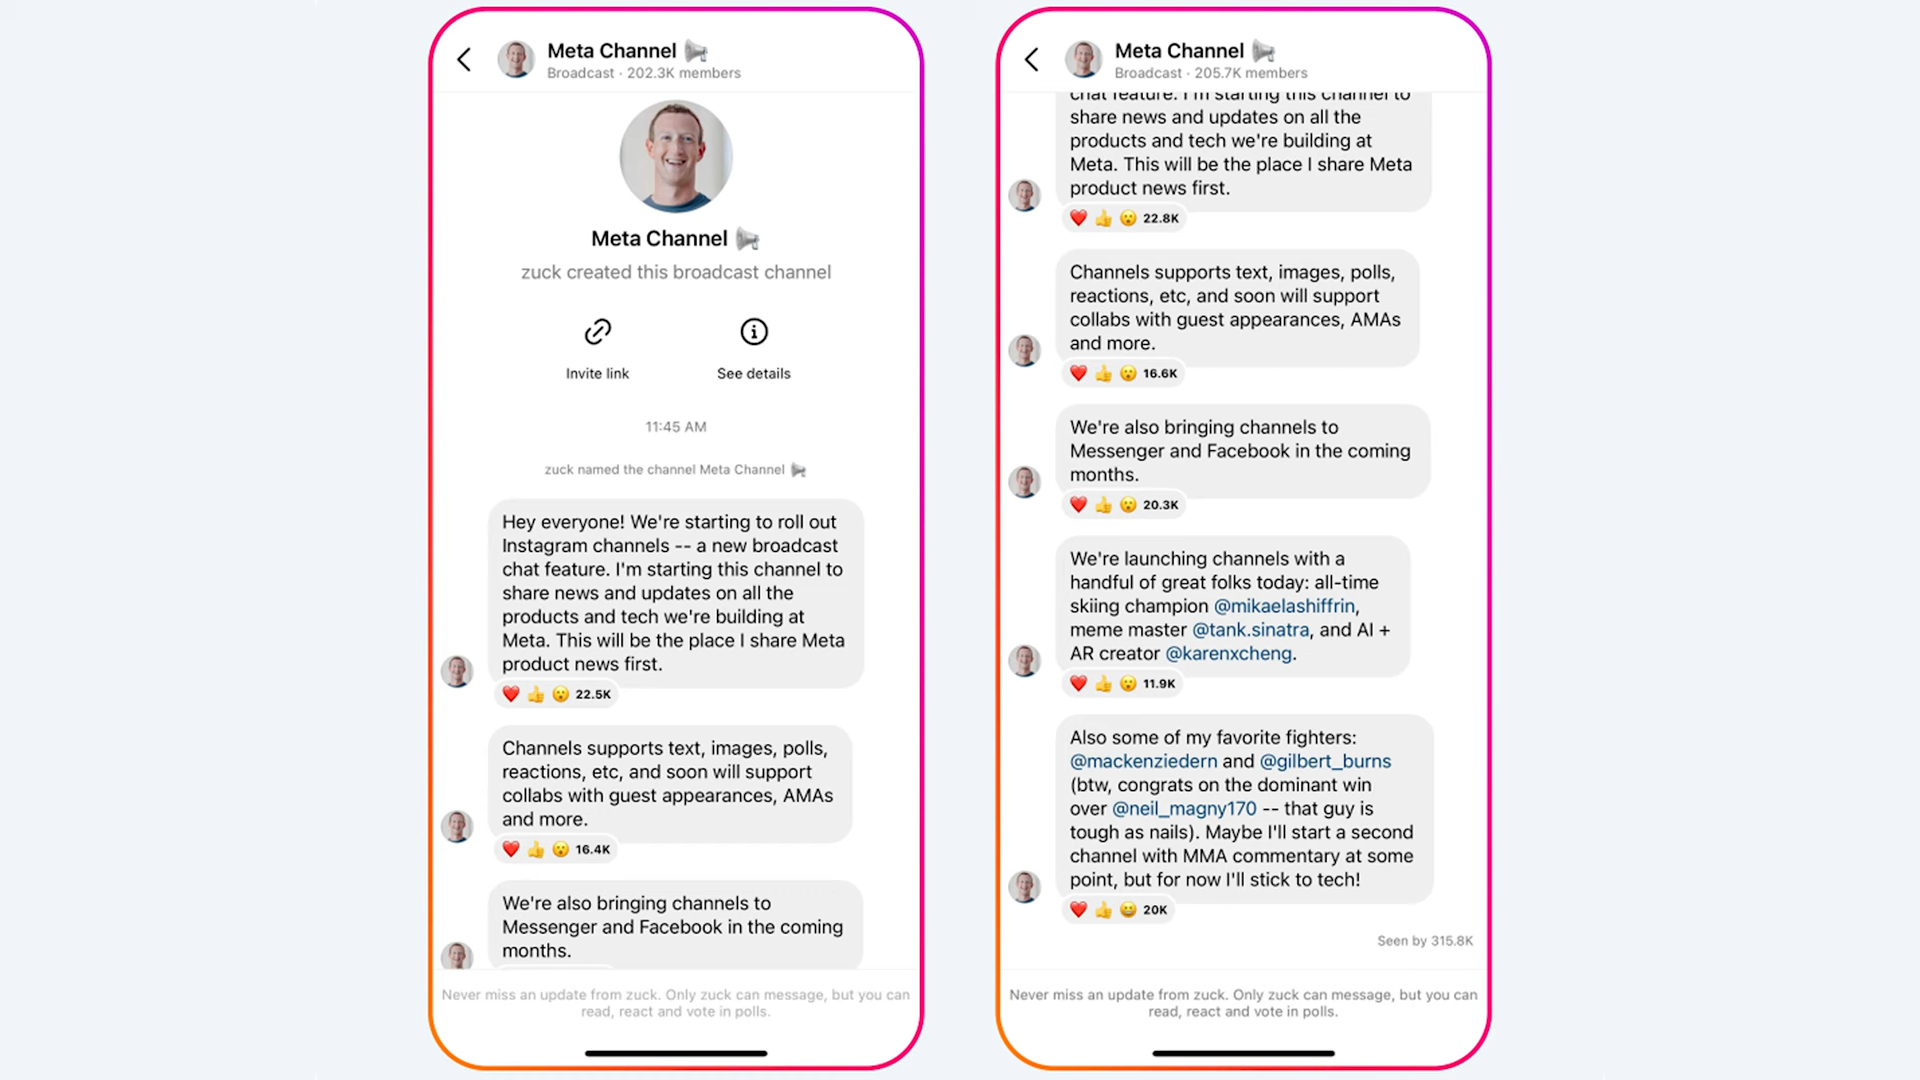 Meta Channel
Broadcast · 202.3K members
Meta Channel
zuck created this broadcast channel
Invite link
See details
11:45 AM
zuck named the channel Meta Channel
Hey everyone! We're starting to roll out
Instagram channels -- a new broadcast
chat feature. I'm starting this channel to
share news and updates on all the
products and tech we're building at
Meta. This will be the place I share Meta
product news first.
22.5K
Channels supports text, images, polls,
reactions, etc, and soon will support
collabs with guest appearances, AMAs
and more.
16.4K
We're also bringing channels to
Messenger and Facebook in the coming
months.
Never miss an update from zuck. Only zuck can message, but you can
read, react and vote in polls.
Meta Channel
Broadcast · 205.7K members
chat feature. I'm starting this channel to
share news and updates on all the
products and tech we're building at
Meta. This will be the place I share Meta
product news first.
22.8K
Channels supports text, images, polls,
reactions, etc, and soon will support
collabs with guest appearances, AMAs
and more.
16.6K
We're also bringing channels to
Messenger and Facebook in the coming
months.
20.3K
We're launching channels with a
handful of great folks today: all-time
skiing champion @mikaelashiffrin,
meme master @tank.sinatra, and AI +
AR creator @karenxcheng.
11.9K
Also some of my favorite fighters:
@mackenziedern and @gilbert_burns
(btw, congrats on the dominant win
over @neil_magny170 -- that guy is
tough as nails). Maybe I'll start a second
channel with MMA commentary at some
point, but for now I'll stick to tech!
20K
Seen by 315.8K
Never miss an update from zuck. Only zuck can message, but you can
read, react and vote in polls.